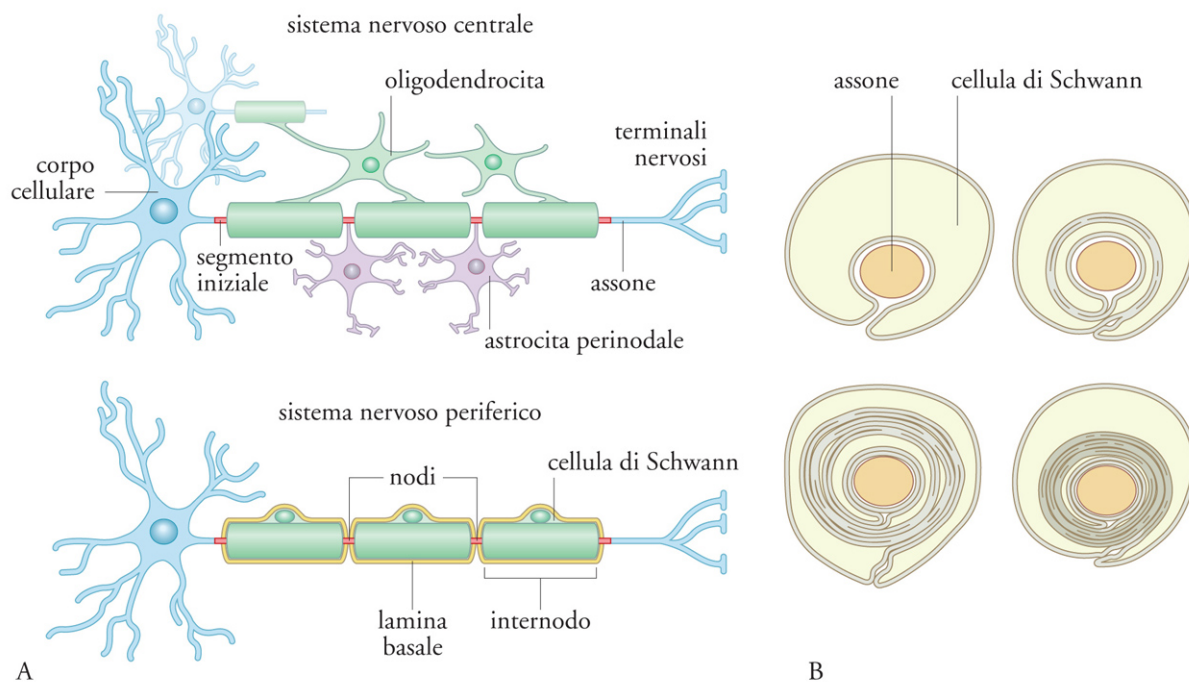 sistema nervoso centrale
oligodendrocita
terminali
nervosi
corpo
cellulare
segmento
iniziale
assone
astrocita perinodale
sistema nervoso periferico
cellula di Schwann
nodi
lamina
basale
internodo
A
assone
cellula di Schwann
B